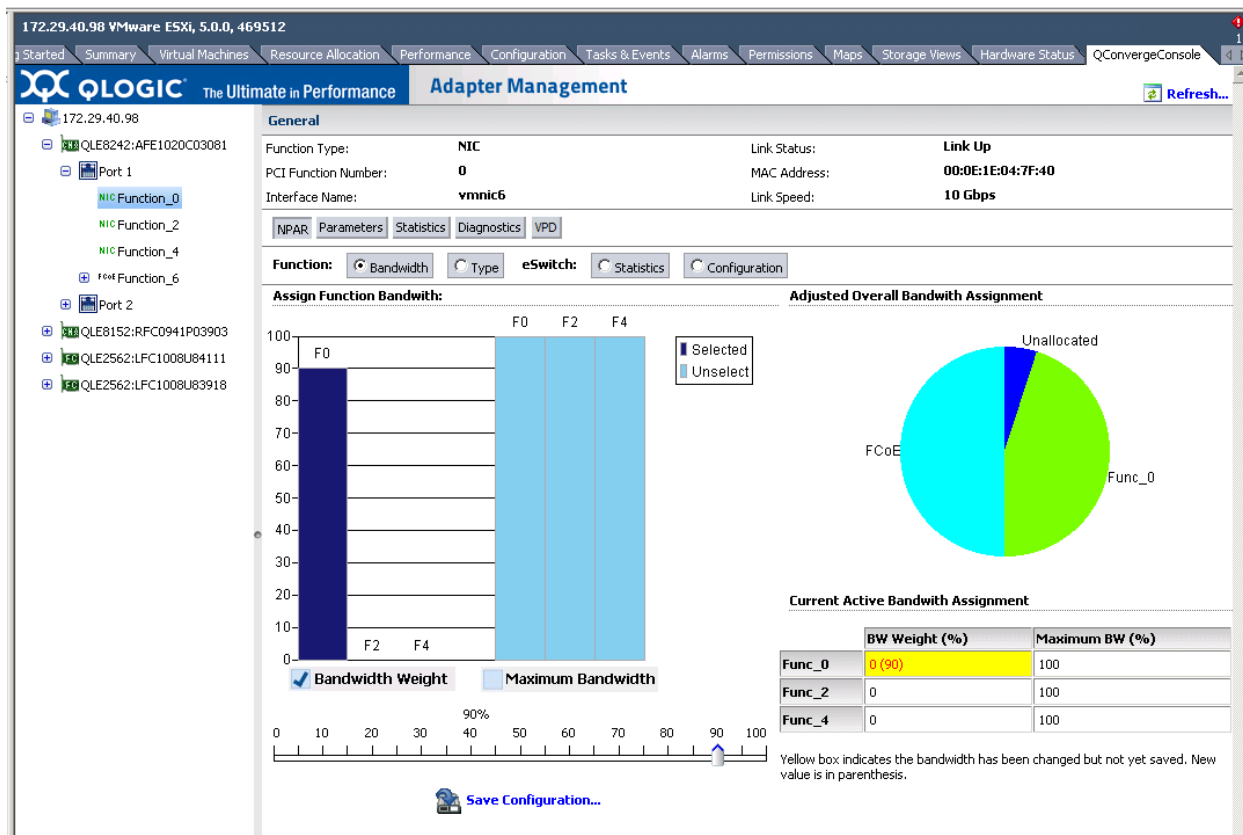 172.29.40.98 VMware ESXi, 5.0.0, 469512
g Started Summary Virtual Machines Resource Allocation Performance Configuration Tasks & Events Alarms Permissions Maps Storage Views Hardware Status QConvergeConsole
QLOGIC The Ultimate in Performance Adapter Management
Refresh...
172.29.40.98
QLE8242:AFE1020C03081
Port 1
NIC Function_0
NIC Function_2
NIC Function_4
FCoE Function_6
Port 2
QLE8152:RFC0941P03903
FC QLE2562:LFC1008U84111
FC QLE2562:LFC1008U83918
General
Function Type: NIC Link Status: Link Up
PCI Function Number: 0 MAC Address: 00:0E:1E:04:7F:40
Interface Name: vmnic6 Link Speed: 10 Gbps
NPAR Parameters Statistics Diagnostics VPD
Function: Bandwidth Type eSwitch: Statistics Configuration
Assign Function Bandwith:
F0 F2 F4
100
F0
90
80
70
60
50
40
30
20
10
F2 F4
0
Selected
Unselect
Bandwidth Weight Maximum Bandwidth
90%
0 10 20 30 40 50 60 70 80 90 100
Save Configuration...
Adjusted Overall Bandwith Assignment
Unallocated
FCoE
Func_0
Current Active Bandwith Assignment
BW Weight (%) Maximum BW (%)
Func_0 0 (90) 100
Func_2 0 100
Func_4 0 100
Yellow box indicates the bandwidth has been changed but not yet saved. New
value is in parenthesis.